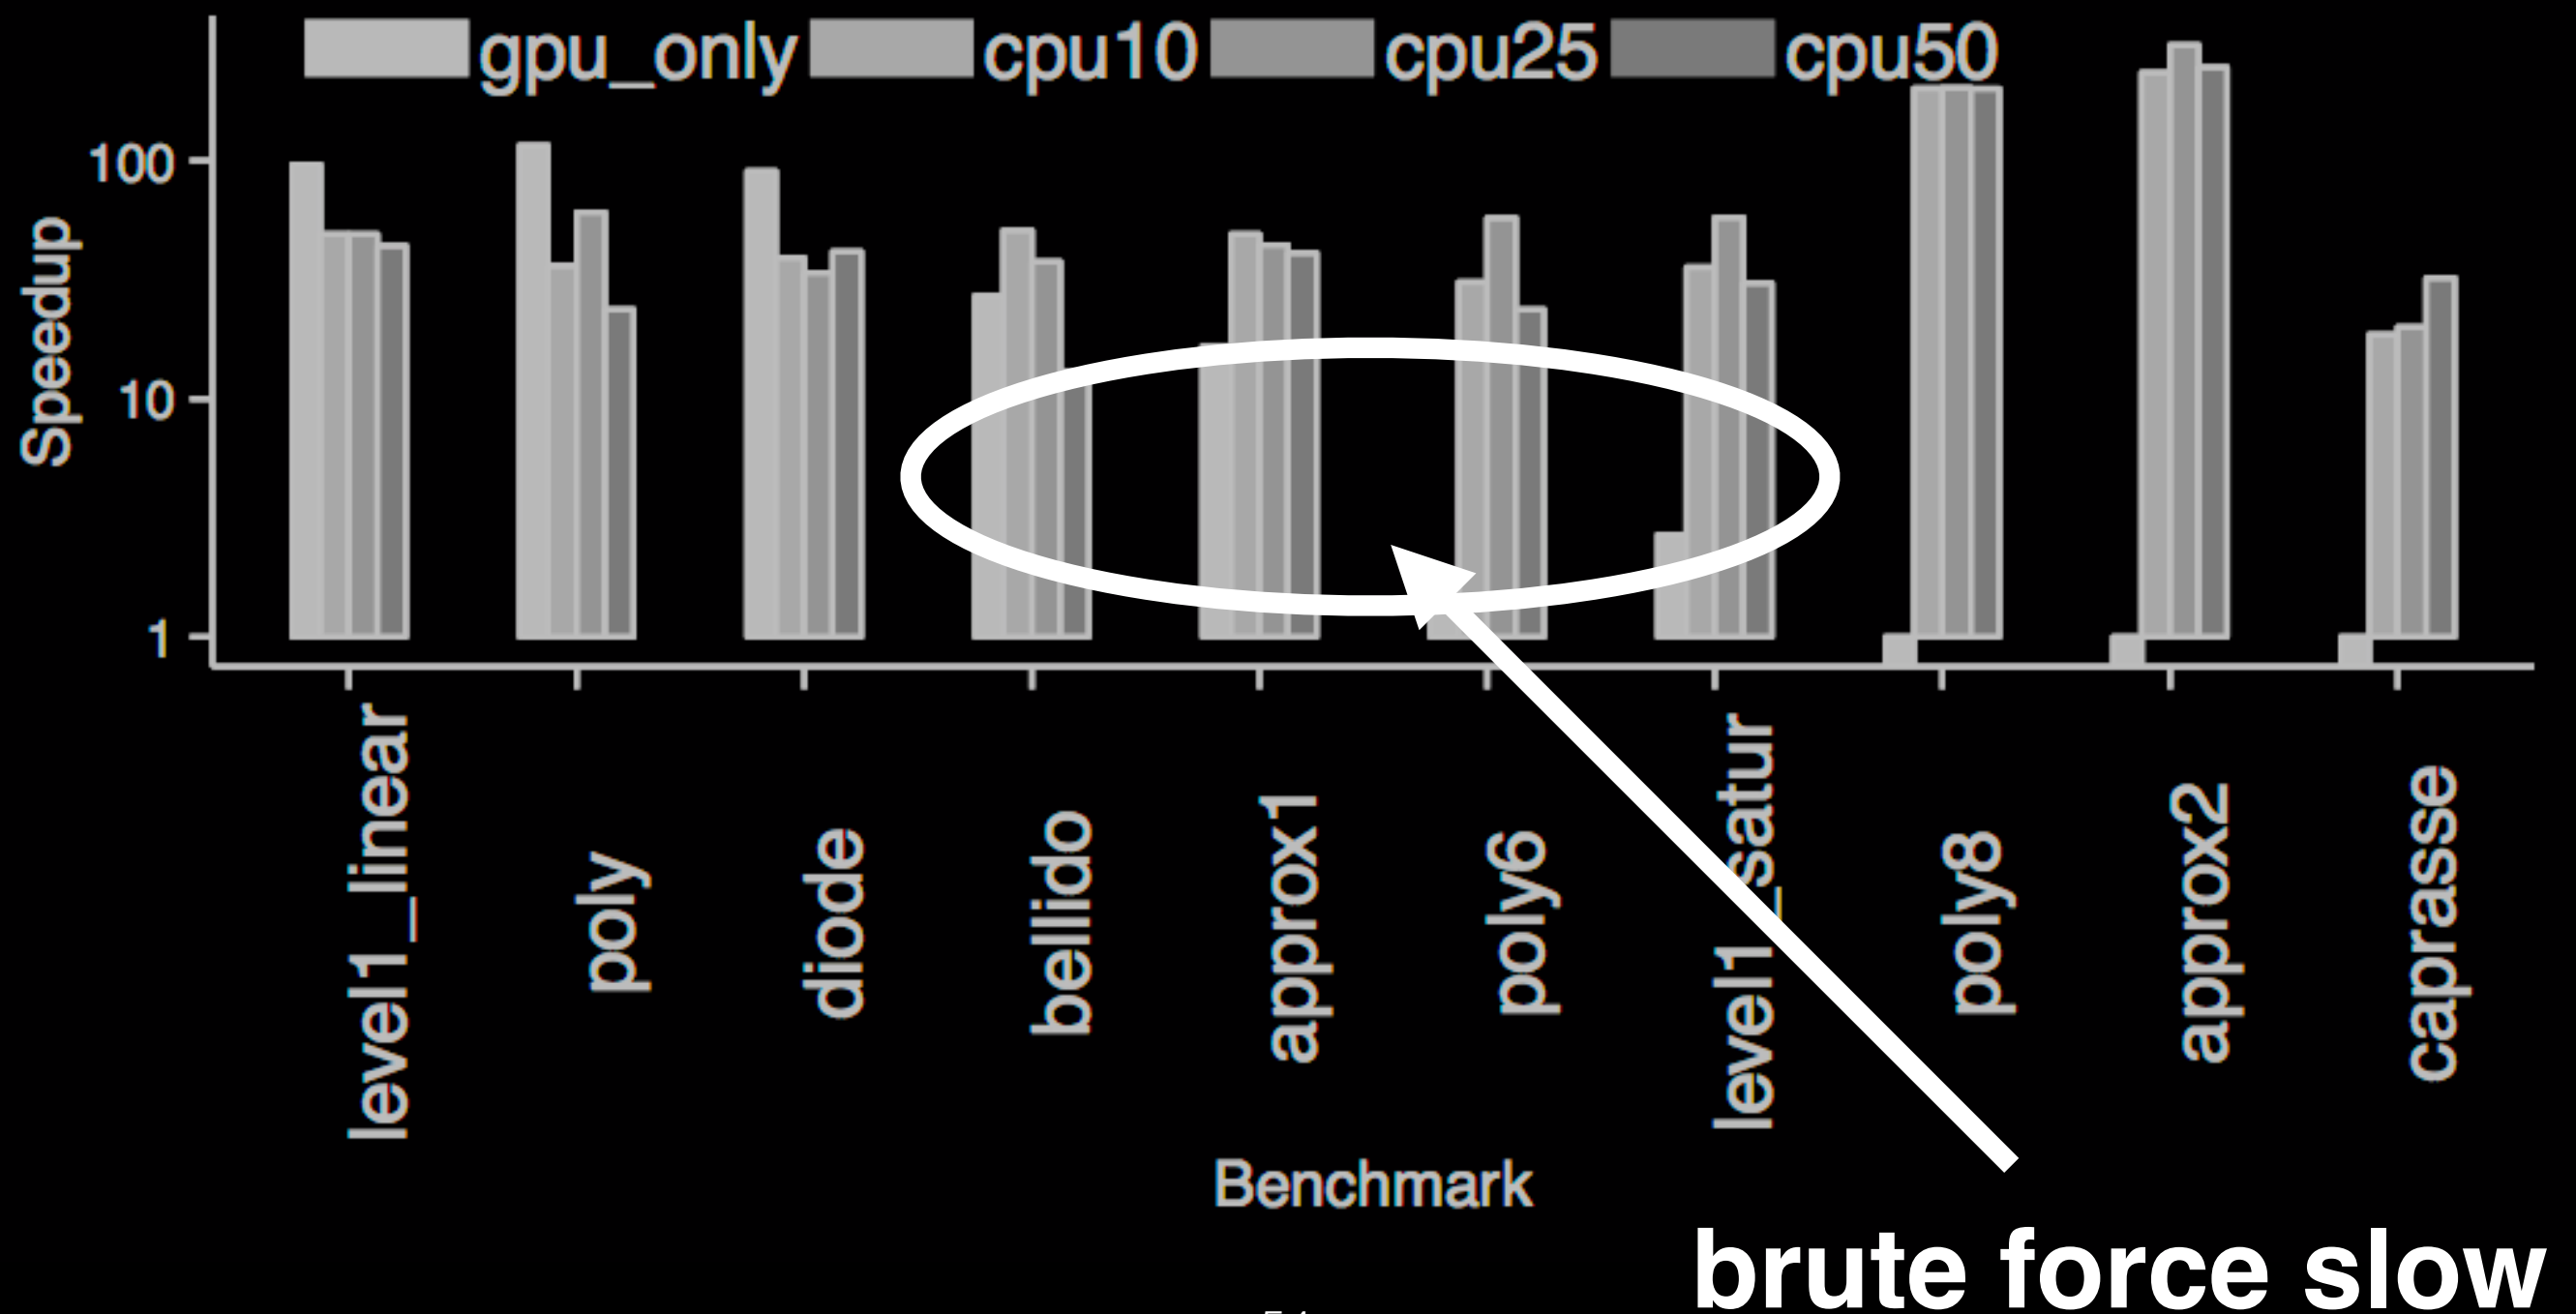 gpu_only cpu10 cpu25 cpu50
Speedup
100
10
1
level1_linear
poly
diode
bellido
approx1
poly6
level1_satur
poly8
approx2
caprasse
Benchmark
brute force slow